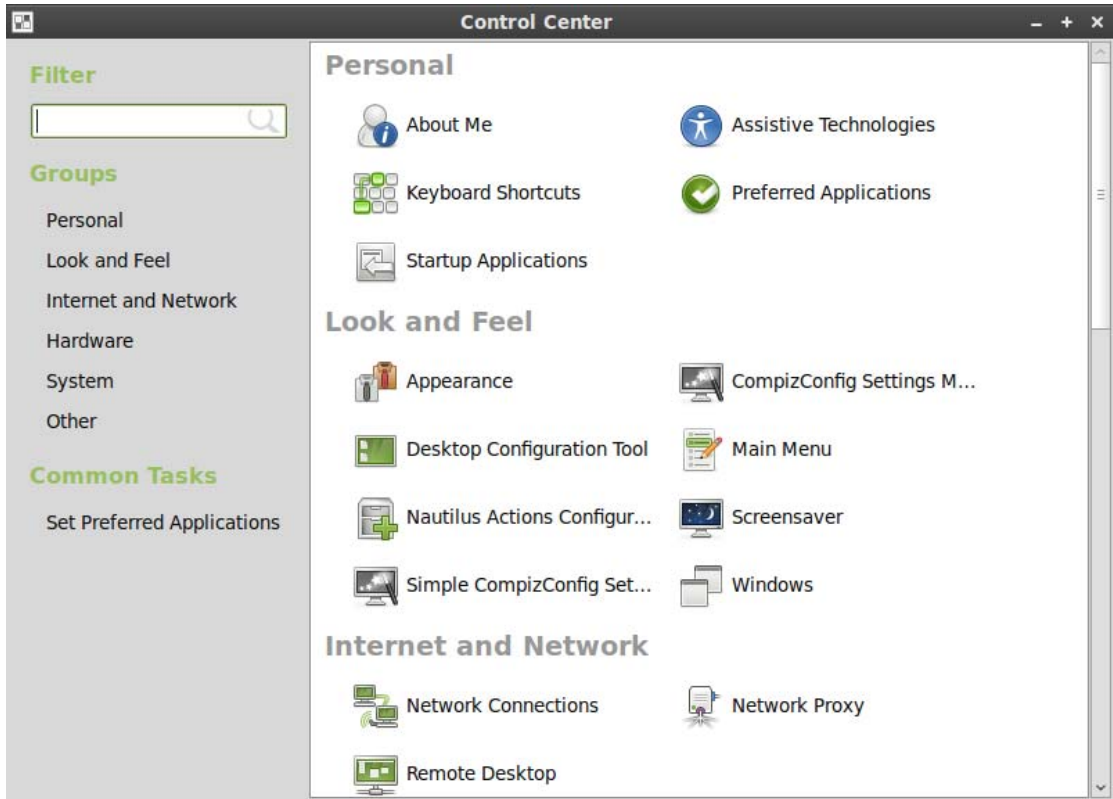 Control Center
Filter
Groups
Personal
Look and Feel
Internet and Network
Hardware
System
Other
Common Tasks
Set Preferred Applications
Personal
About Me
Assistive Technologies
Keyboard Shortcuts
Preferred Applications
Startup Applications
Look and Feel
Appearance
CompizConfig Settings M...
Desktop Configuration Tool
Main Menu
Nautilus Actions Configur...
Screensaver
Simple CompizConfig Set...
Windows
Internet and Network
Network Connections
Network Proxy
Remote Desktop